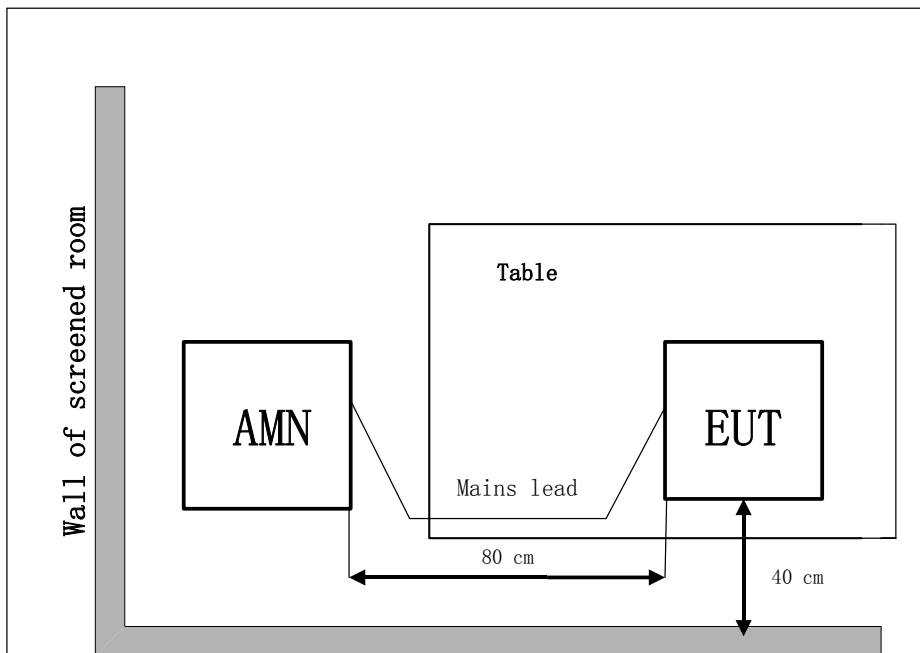 Wall of screened room
Table
AMN
EUT
Mains lead
80 cm
40 cm